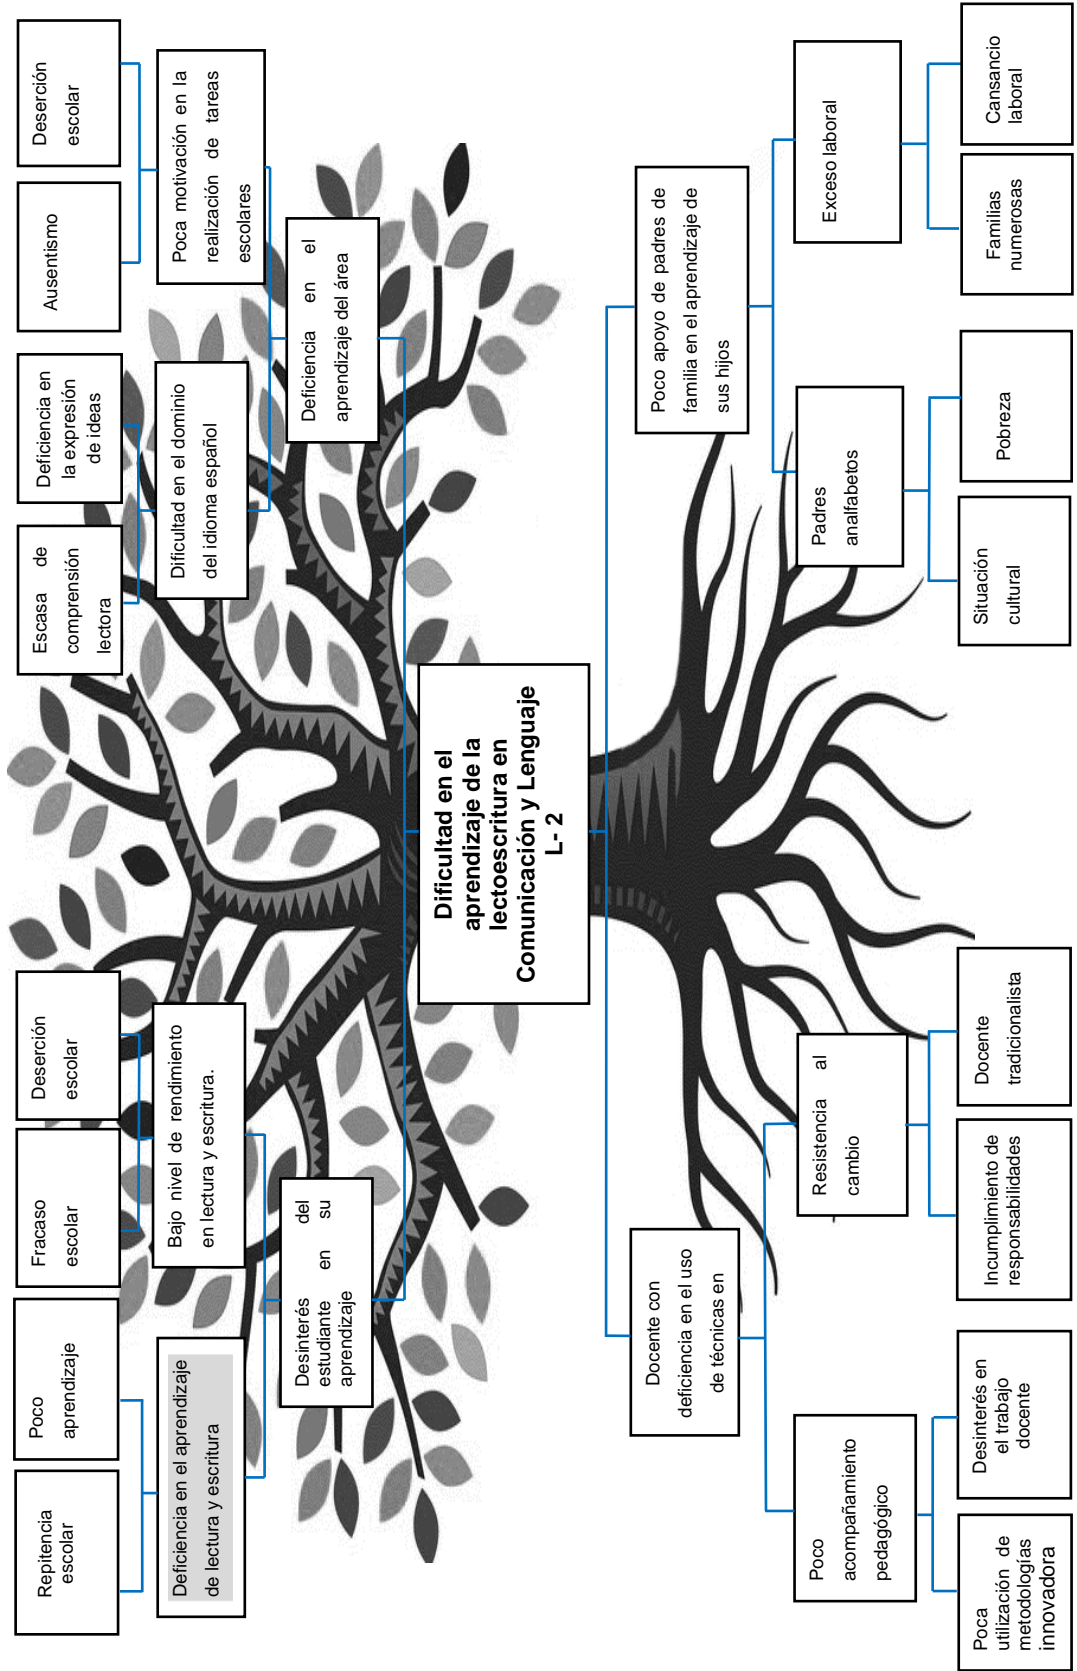 Repitencia
escolar
Poco
aprendizaje
Fracaso
escolar
Deserción
escolar
Escasa de
comprensión
lectora
Deficiencia en
la expresión
de ideas
Ausentismo
Deserción
escolar
Deficiencia en el aprendizaje
de lectura y escritura
Bajo nivel de rendimiento
en lectura y escritura.
Dificultad en el dominio
del idioma español
Poca motivación en la
realización de tareas
escolares
Desinterés del
estudiante en su
aprendizaje
Deficiencia en el
aprendizaje del área
Dificultad en el
aprendizaje de la
lectoescritura en
Comunicación y Lenguaje
L- 2
Docente con
deficiencia en el uso
de técnicas en
Poco apoyo de padres de
familia en el aprendizaje de
sus hijos
Poco
acompañamiento
pedagógico
Resistencia al
cambio
Padres
analfabetos
Exceso laboral
Poca
utilización de
metodologías
innovadora
Desinterés en
el trabajo
docente
Incumplimiento de
responsabilidades
Docente
tradicionalista
Situación
cultural
Pobreza
Familias
numerosas
Cansancio
laboral